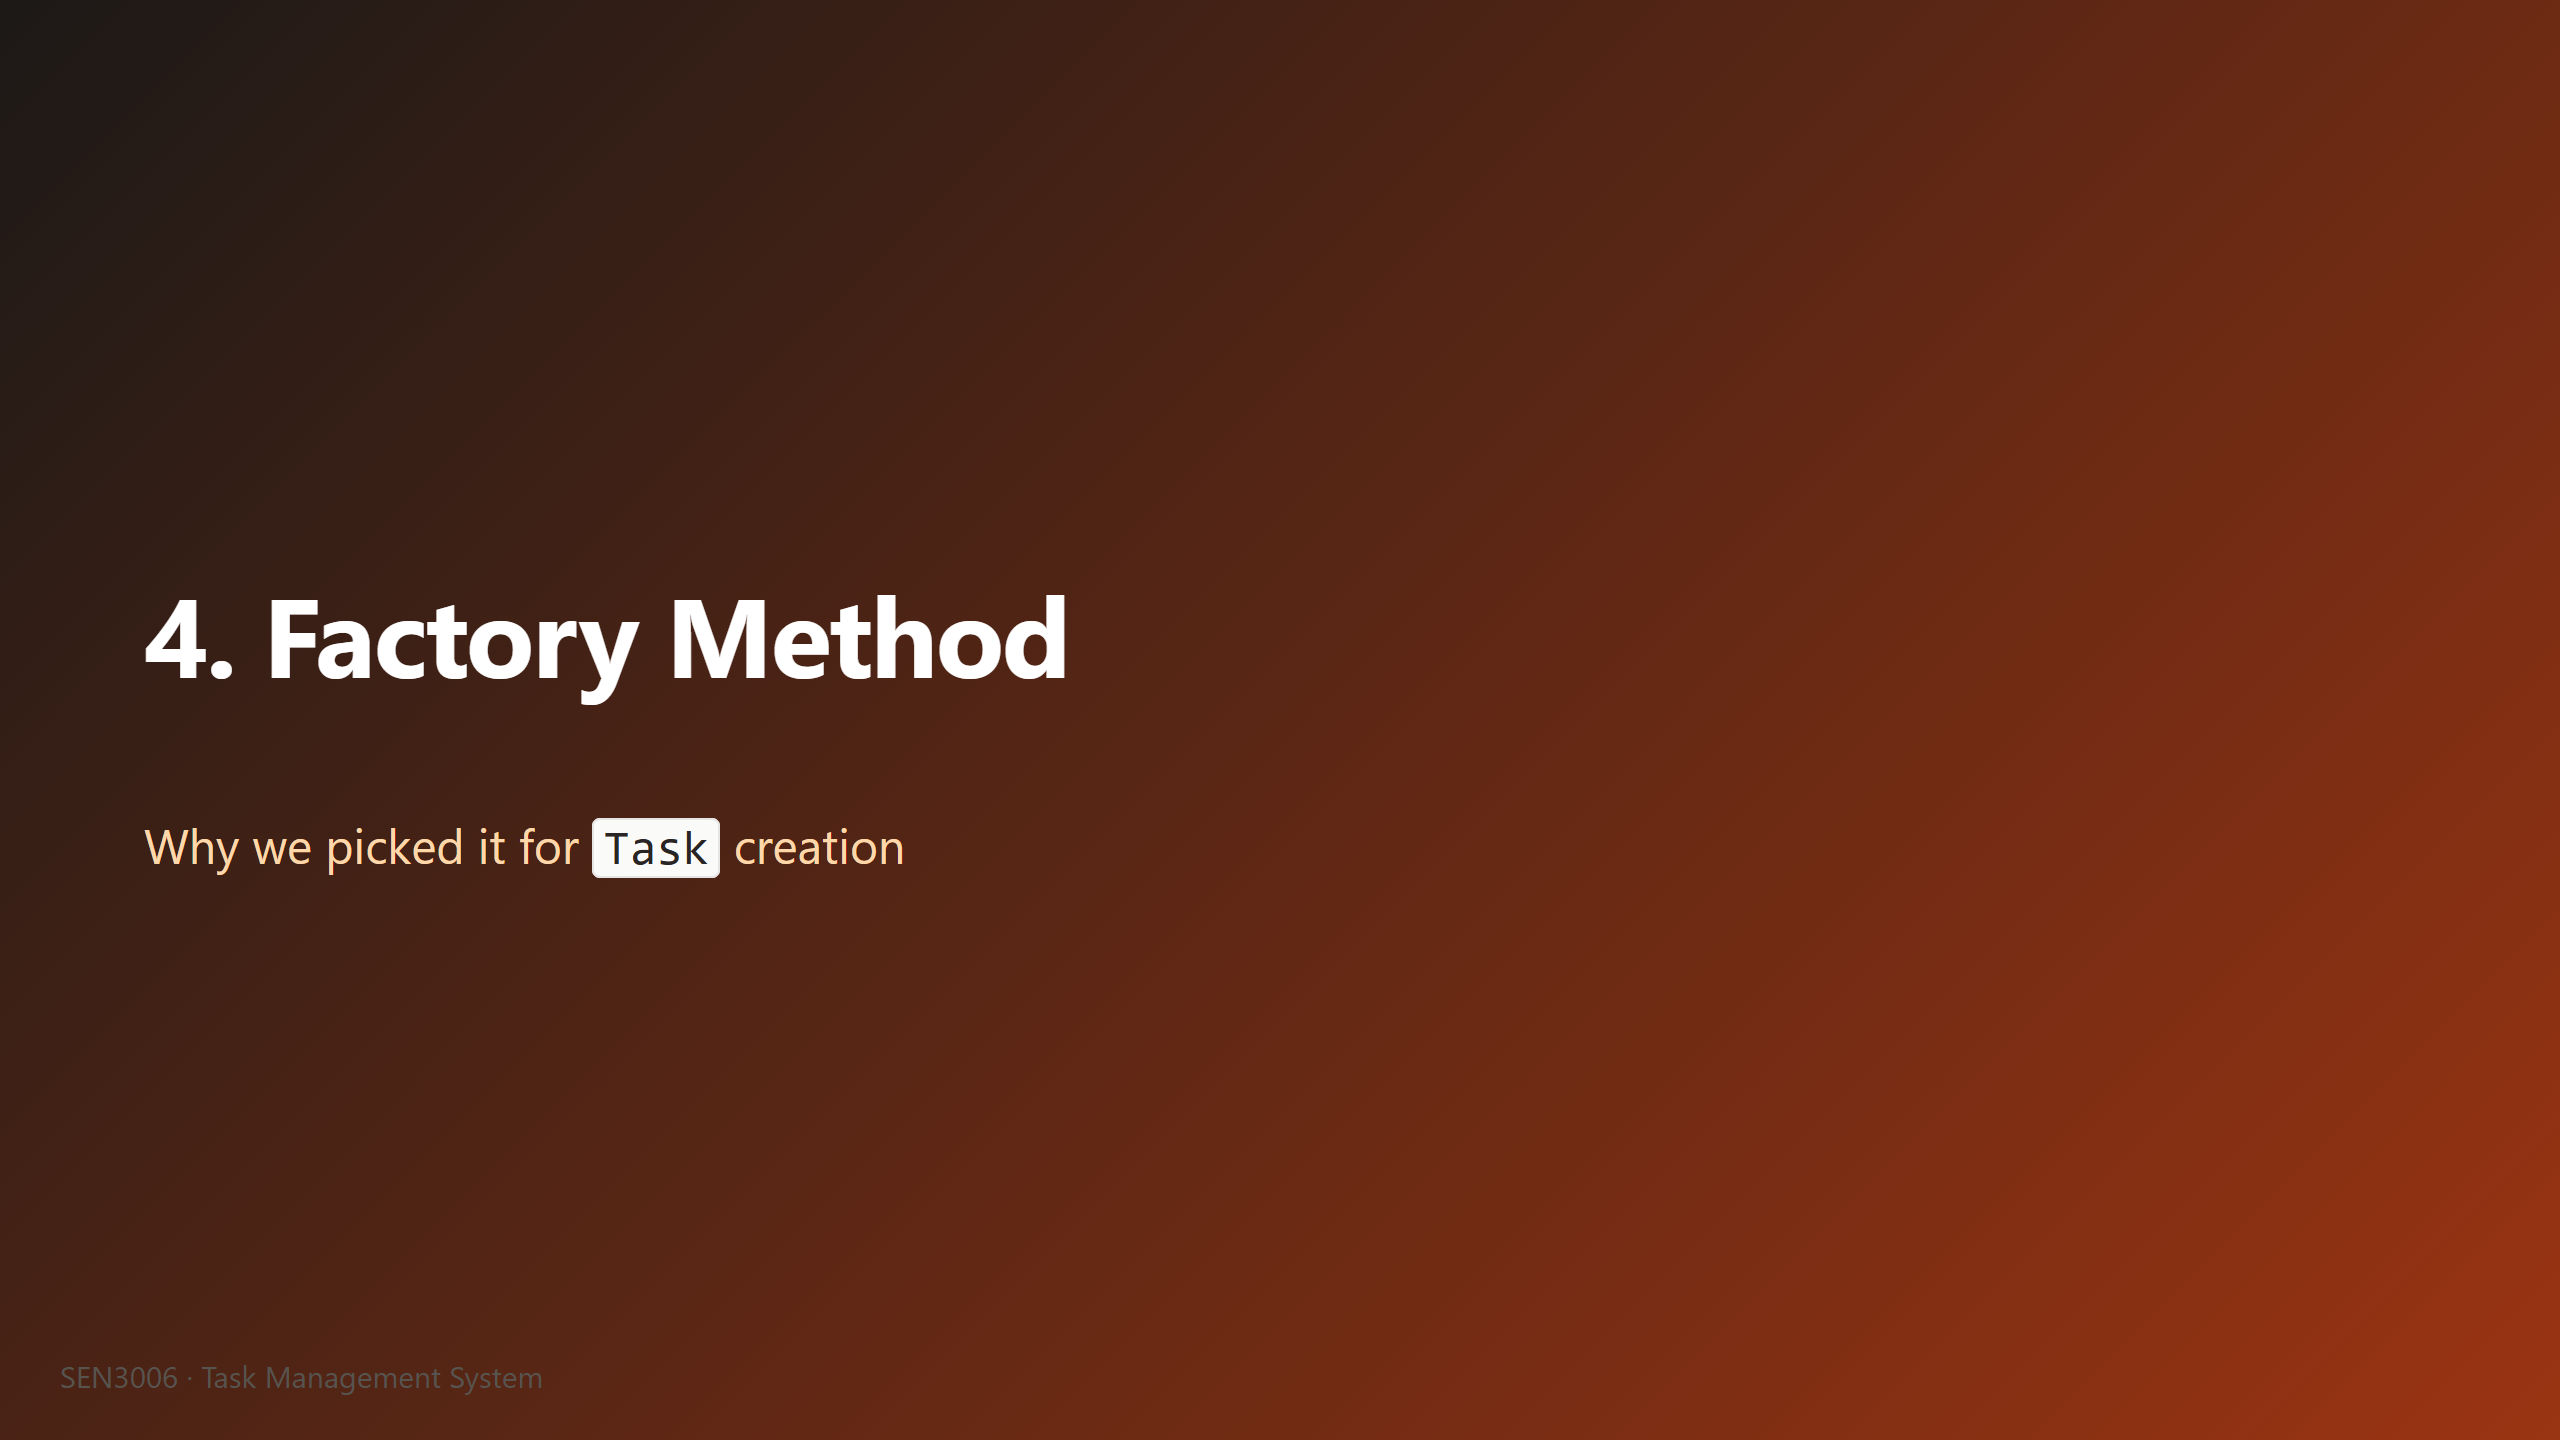 4. Factory Method
Why we picked it for Task creation
SEN3006 · Task Management System